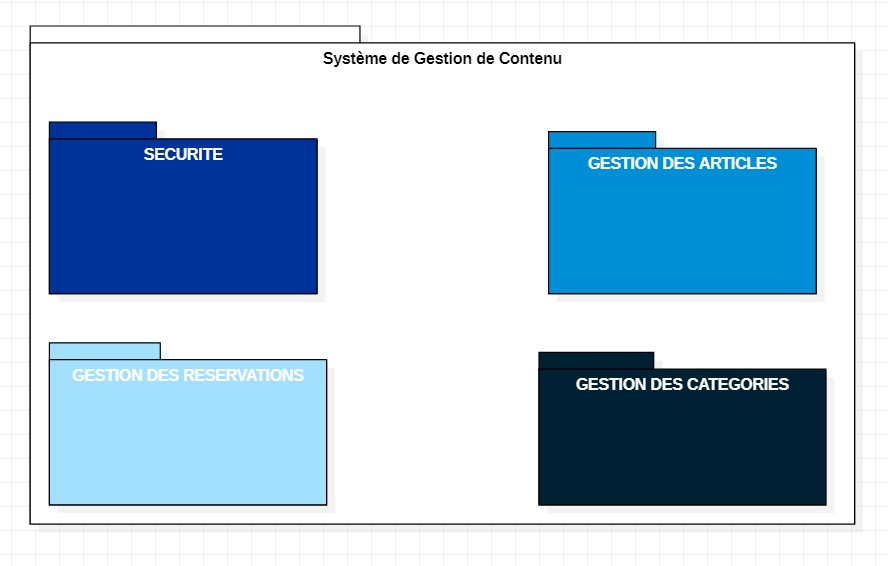 Système de Gestion de Contenu
SECURITE
GESTION DES ARTICLES
GESTION DES RESERVATIONS
GESTION DES CATEGORIES